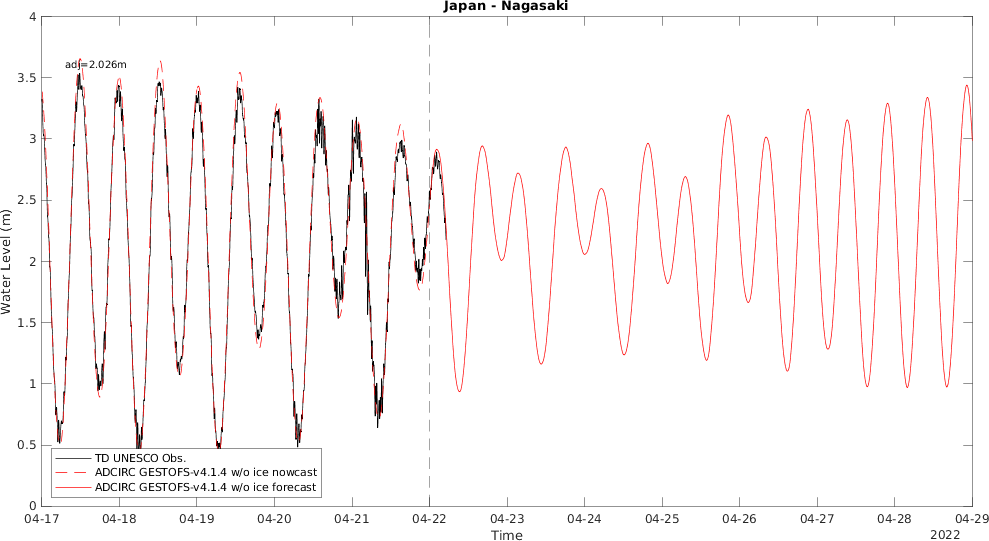 Japan - Nagasaki
adj=2.026m
Water Level (m)
4
3.5
3
2.5
2
1.5
1
0.5
0
TD UNESCO Obs.
ADCIRC GESTOFS-v4.1.4 w/o ice nowcast
ADCIRC GESTOFS-v4.1.4 w/o ice forecast
04-17 04-18 04-19 04-20 04-21 04-22 04-23 04-24 04-25 04-26 04-27 04-28 04-29
Time
2022